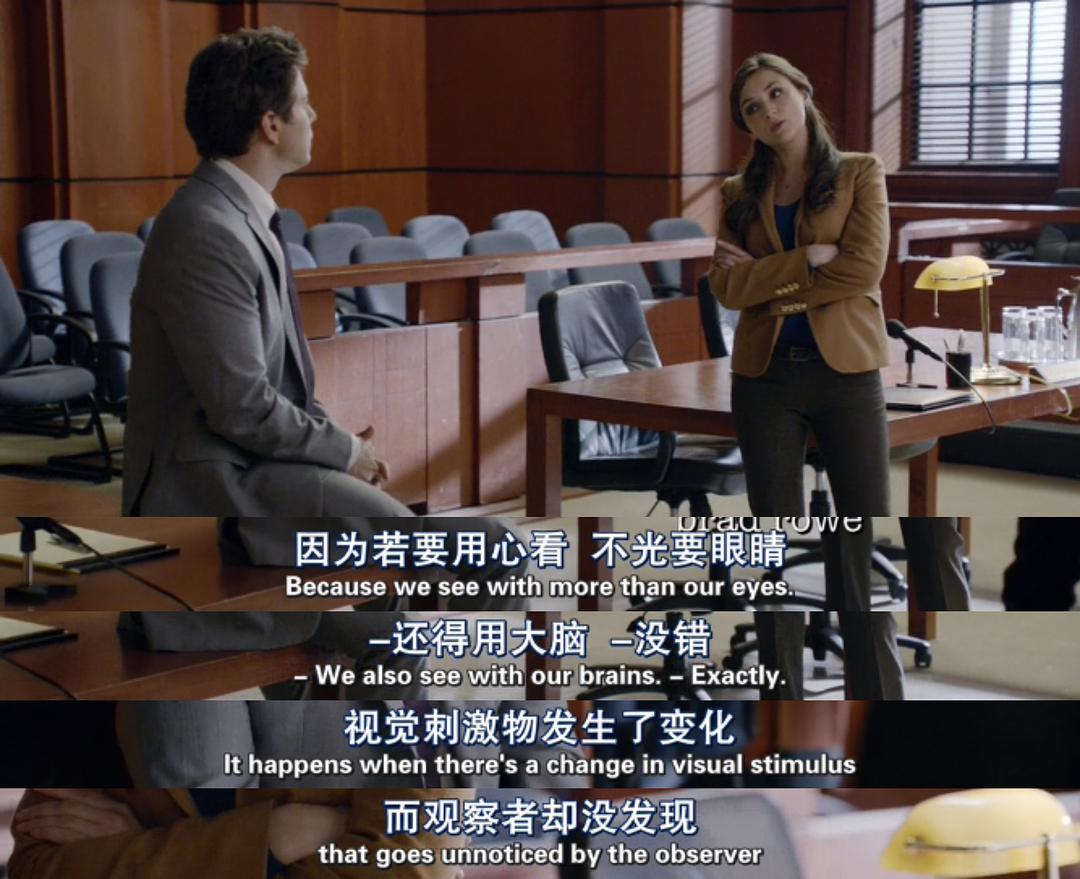 brad rowe
因为若要用心看 不光要眼睛
Because we see with more than our eyes.
-还得用大脑 -没错
- We also see with our brains. - Exactly.
视觉刺激物发生了变化
It happens when there's a change in visual stimulus
而观察者却没发现
that goes unnoticed by the observer